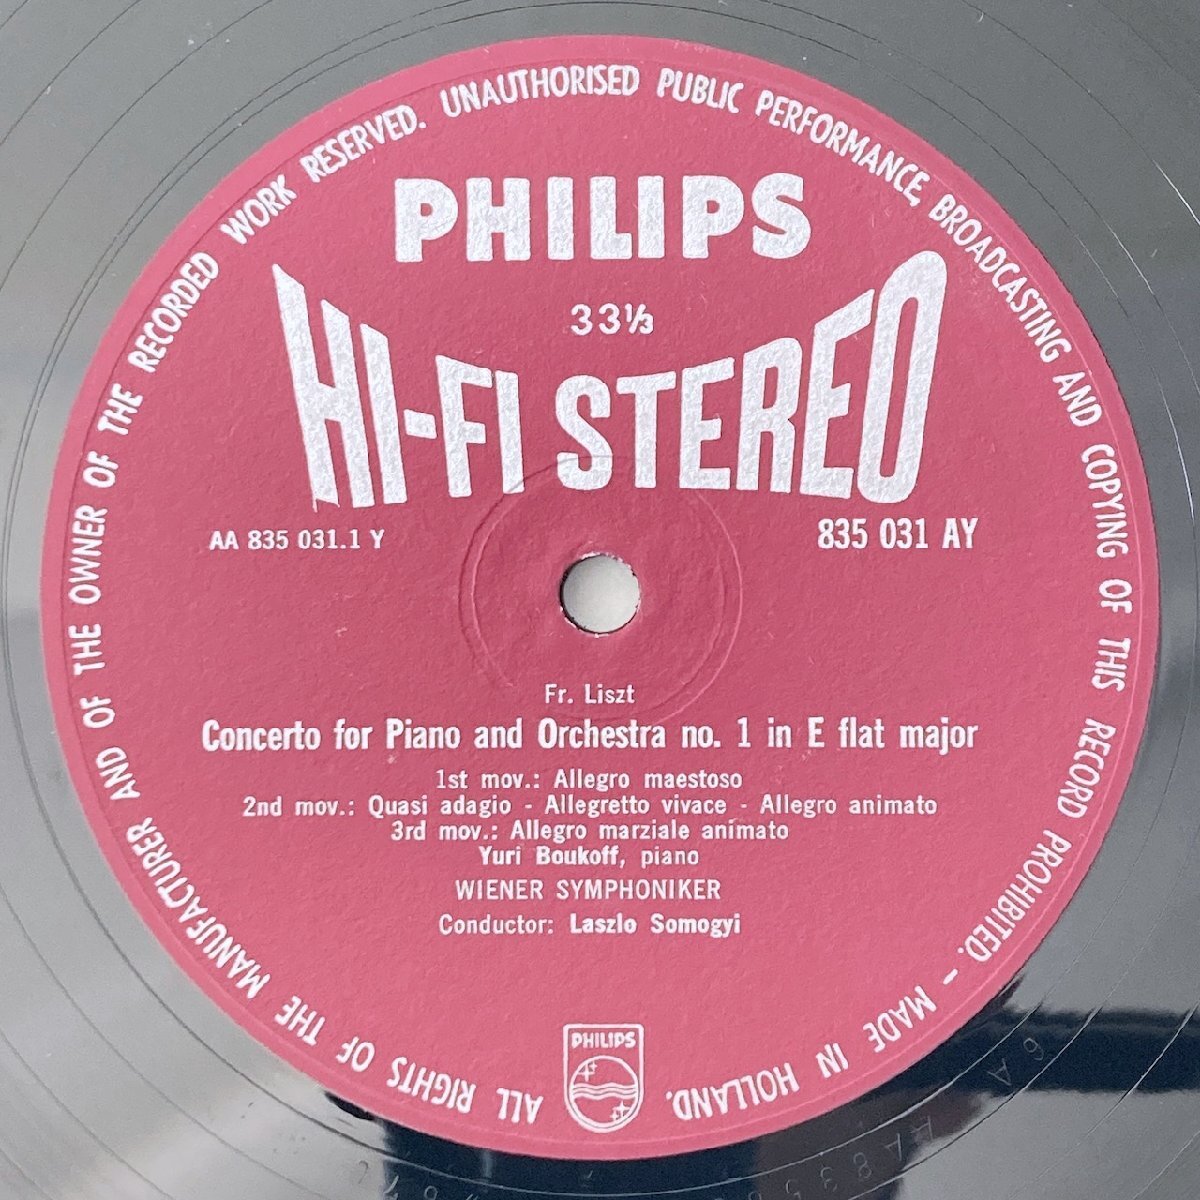 ALL RIGHTS OF THE MANUFACTURER AND OF THE OWNER OF THE RECORDED WORK RESERVED. UNAUTHORISED PUBLIC PERFORMANCE, BROADCASTING AND COPYING OF THIS RECORD PROHIBITED. – MADE IN HOLLAND.
PHILIPS
33⅓
HI-FI STEREO
AA 835 031.1 Y
835 031 AY
Fr. Liszt
Concerto for Piano and Orchestra no. 1 in E flat major
1st mov.: Allegro maestoso
2nd mov.: Quasi adagio - Allegretto vivace - Allegro animato
3rd mov.: Allegro marziale animato
Yuri Boukoff, piano
WIENER SYMPHONIKER
Conductor: Laszlo Somogyi
PHILIPS